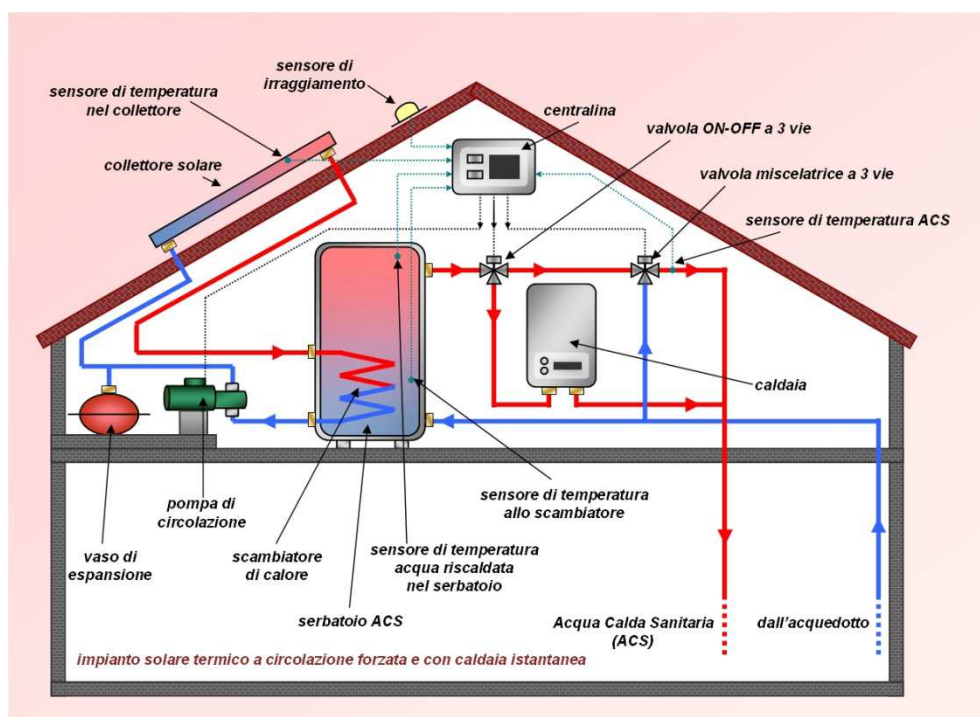 sensore di
irraggiamento
sensore di temperatura
nel collettore
centralina
valvola ON-OFF a 3 vie
collettore solare
valvola miscelatrice a 3 vie
sensore di temperatura ACS
caldaia
pompa di
circolazione
sensore di temperatura
allo scambiatore
vaso di
espansione
scambiatore
di calore
sensore di temperatura
acqua riscaldata
nel serbatoio
serbatoio ACS
Acqua Calda Sanitaria
(ACS)
dall'acquedotto
impianto solare termico a circolazione forzata e con caldaia istantanea